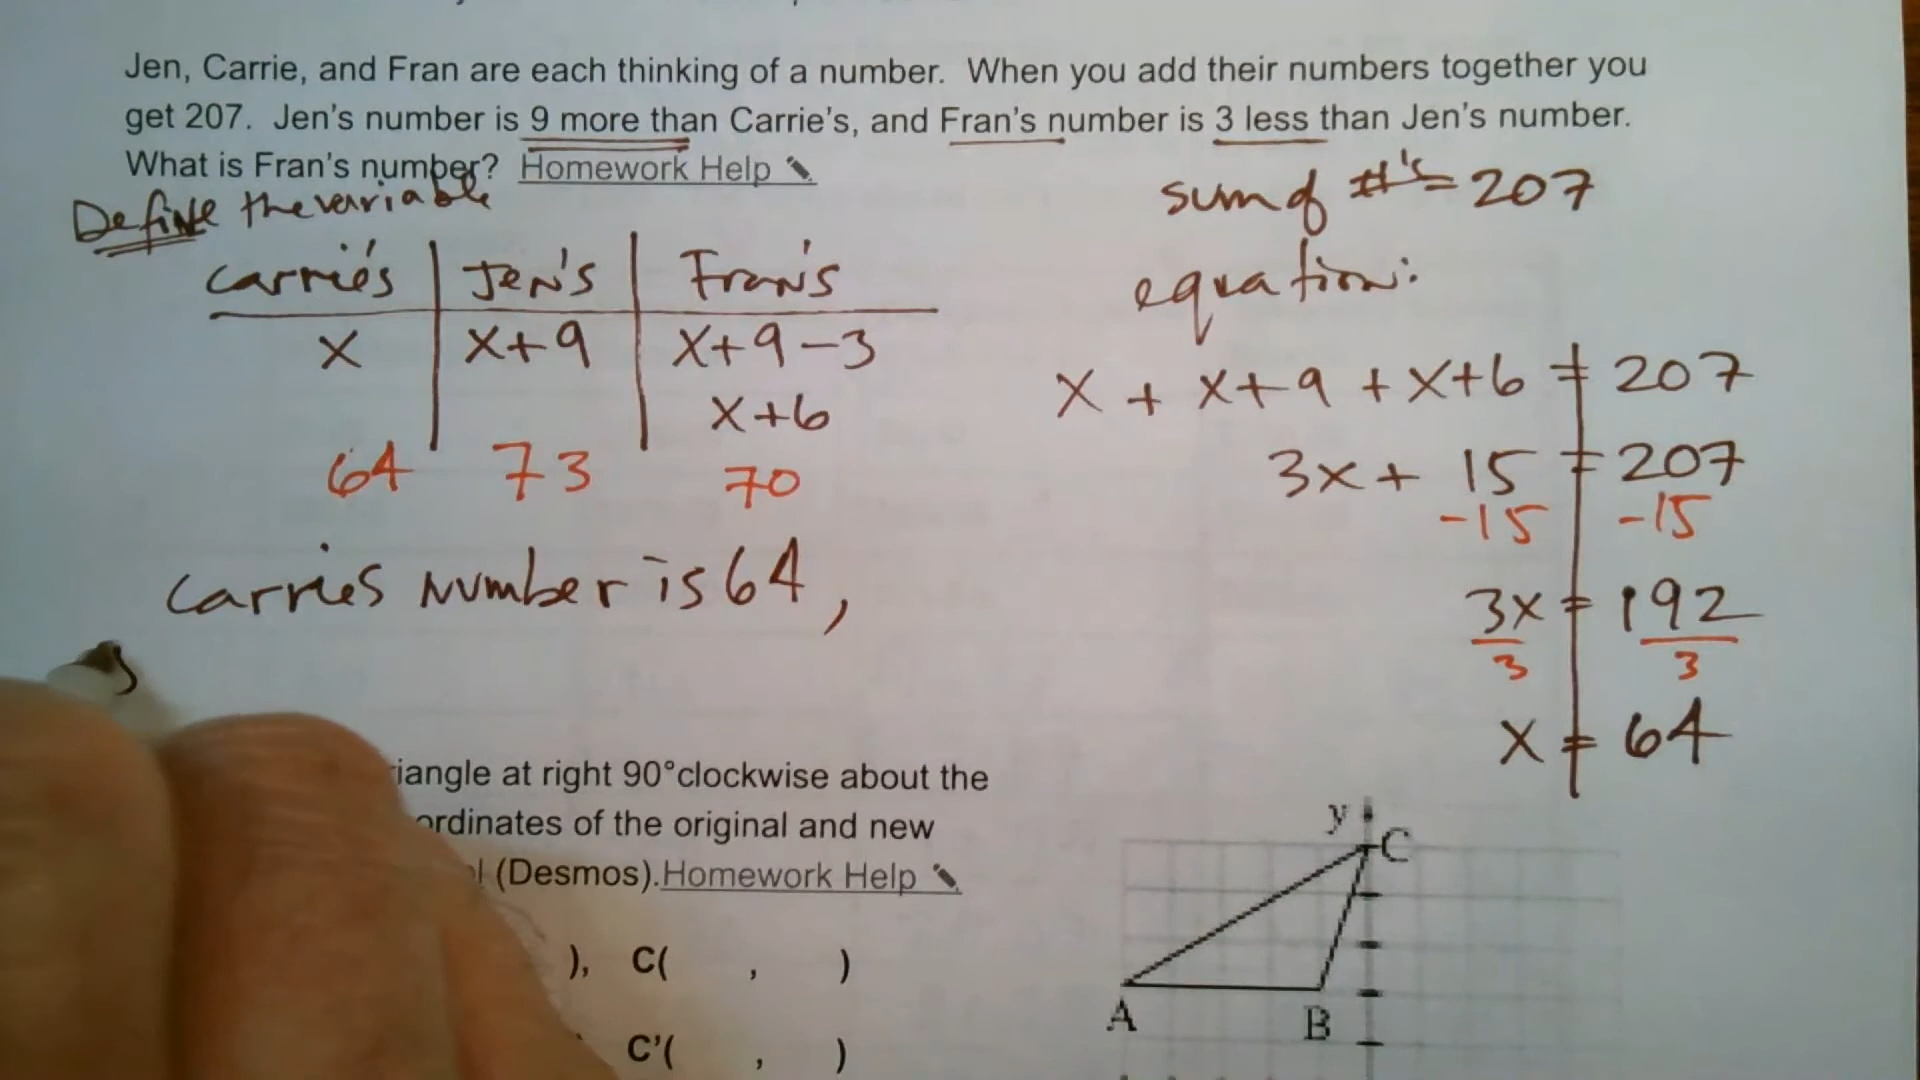 Jen, Carrie, and Fran are each thinking of a number. When you add their numbers together you
get 207. Jen's number is 9 more than Carrie's, and Fran's number is 3 less than Jen's number.
What is Fran's number? Homework Help
Define the variable
sum of #'s = 207
Carrie's Jen's Fran's
equation:
x x+9 x+9-3
x + x+9 + x+6 = 207
x+6
3x + 15 = 207
64 73 70
-15 -15
Carries number is 64,
3x = 192
3 3
x = 64
iangle at right 90° clockwise about the
ordinates of the original and new
(Desmos). Homework Help
y
C
), C( , )
A
B
C'( , )